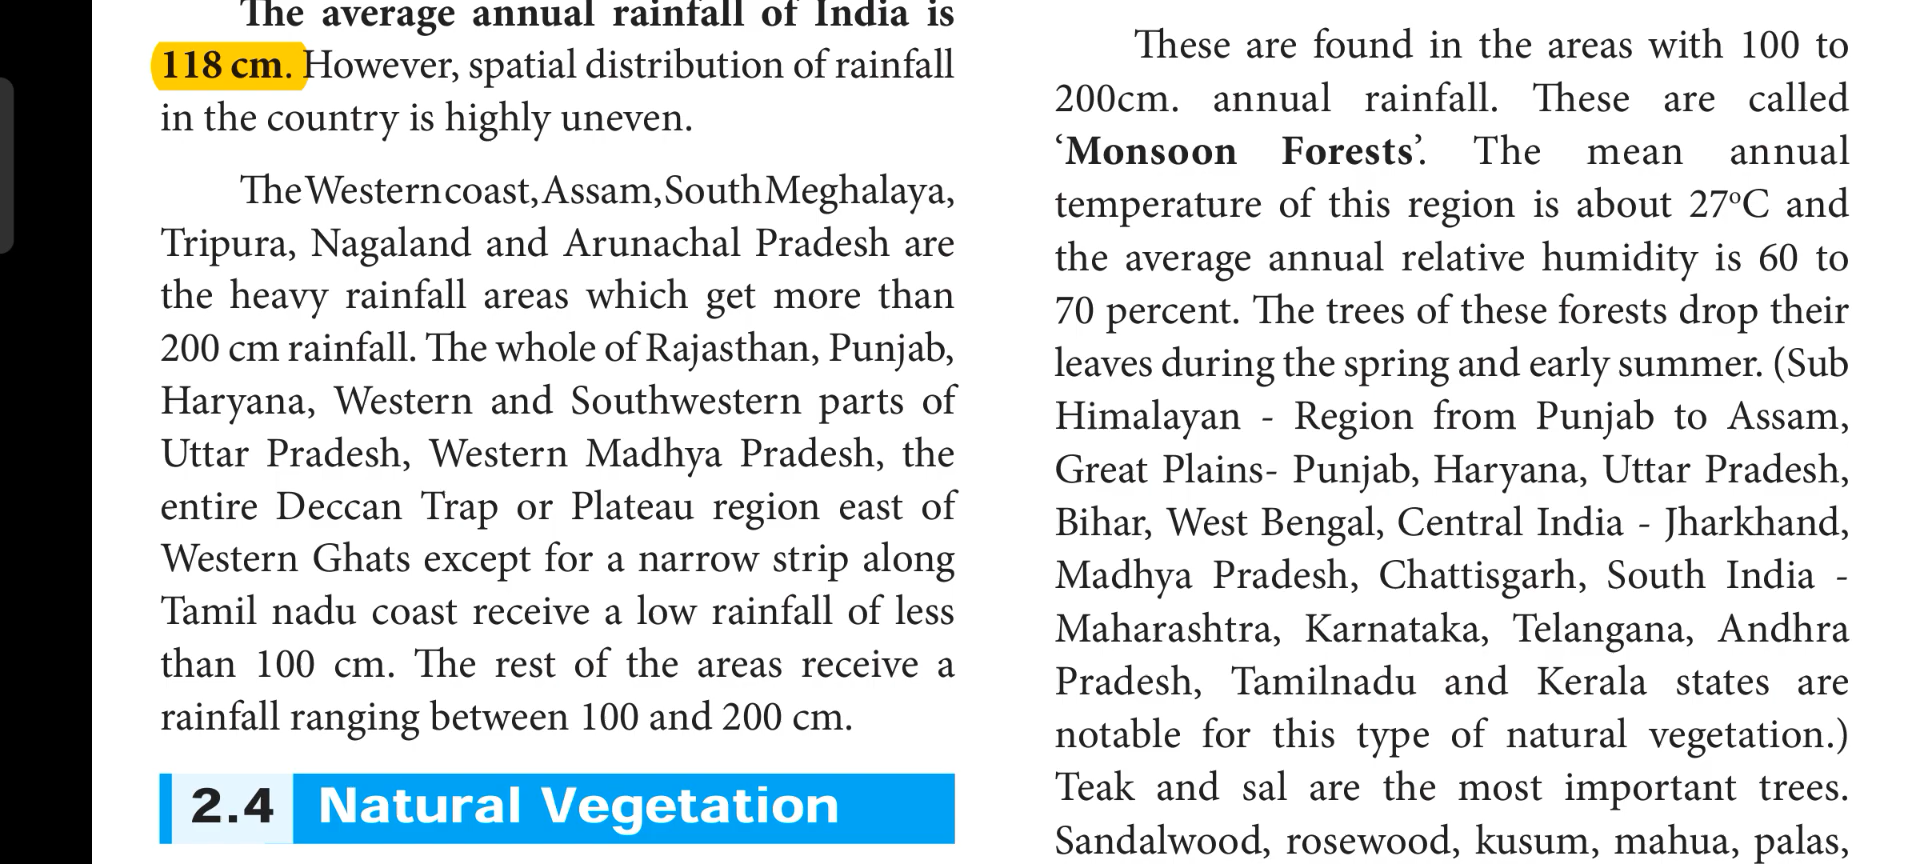 The average annual rainfall of India is
118 cm. However, spatial distribution of rainfall
in the country is highly uneven.
The Western coast, Assam, South Meghalaya,
Tripura, Nagaland and Arunachal Pradesh are
the heavy rainfall areas which get more than
200 cm rainfall. The whole of Rajasthan, Punjab,
Haryana, Western and Southwestern parts of
Uttar Pradesh, Western Madhya Pradesh, the
entire Deccan Trap or Plateau region east of
Western Ghats except for a narrow strip along
Tamil nadu coast receive a low rainfall of less
than 100 cm. The rest of the areas receive a
rainfall ranging between 100 and 200 cm.
2.4 Natural Vegetation
These are found in the areas with 100 to
200cm. annual rainfall. These are called
‘Monsoon Forests’. The mean annual
temperature of this region is about 27°C and
the average annual relative humidity is 60 to
70 percent. The trees of these forests drop their
leaves during the spring and early summer. (Sub
Himalayan - Region from Punjab to Assam,
Great Plains- Punjab, Haryana, Uttar Pradesh,
Bihar, West Bengal, Central India - Jharkhand,
Madhya Pradesh, Chattisgarh, South India -
Maharashtra, Karnataka, Telangana, Andhra
Pradesh, Tamilnadu and Kerala states are
notable for this type of natural vegetation.)
Teak and sal are the most important trees.
Sandalwood, rosewood, kusum, mahua, palas,